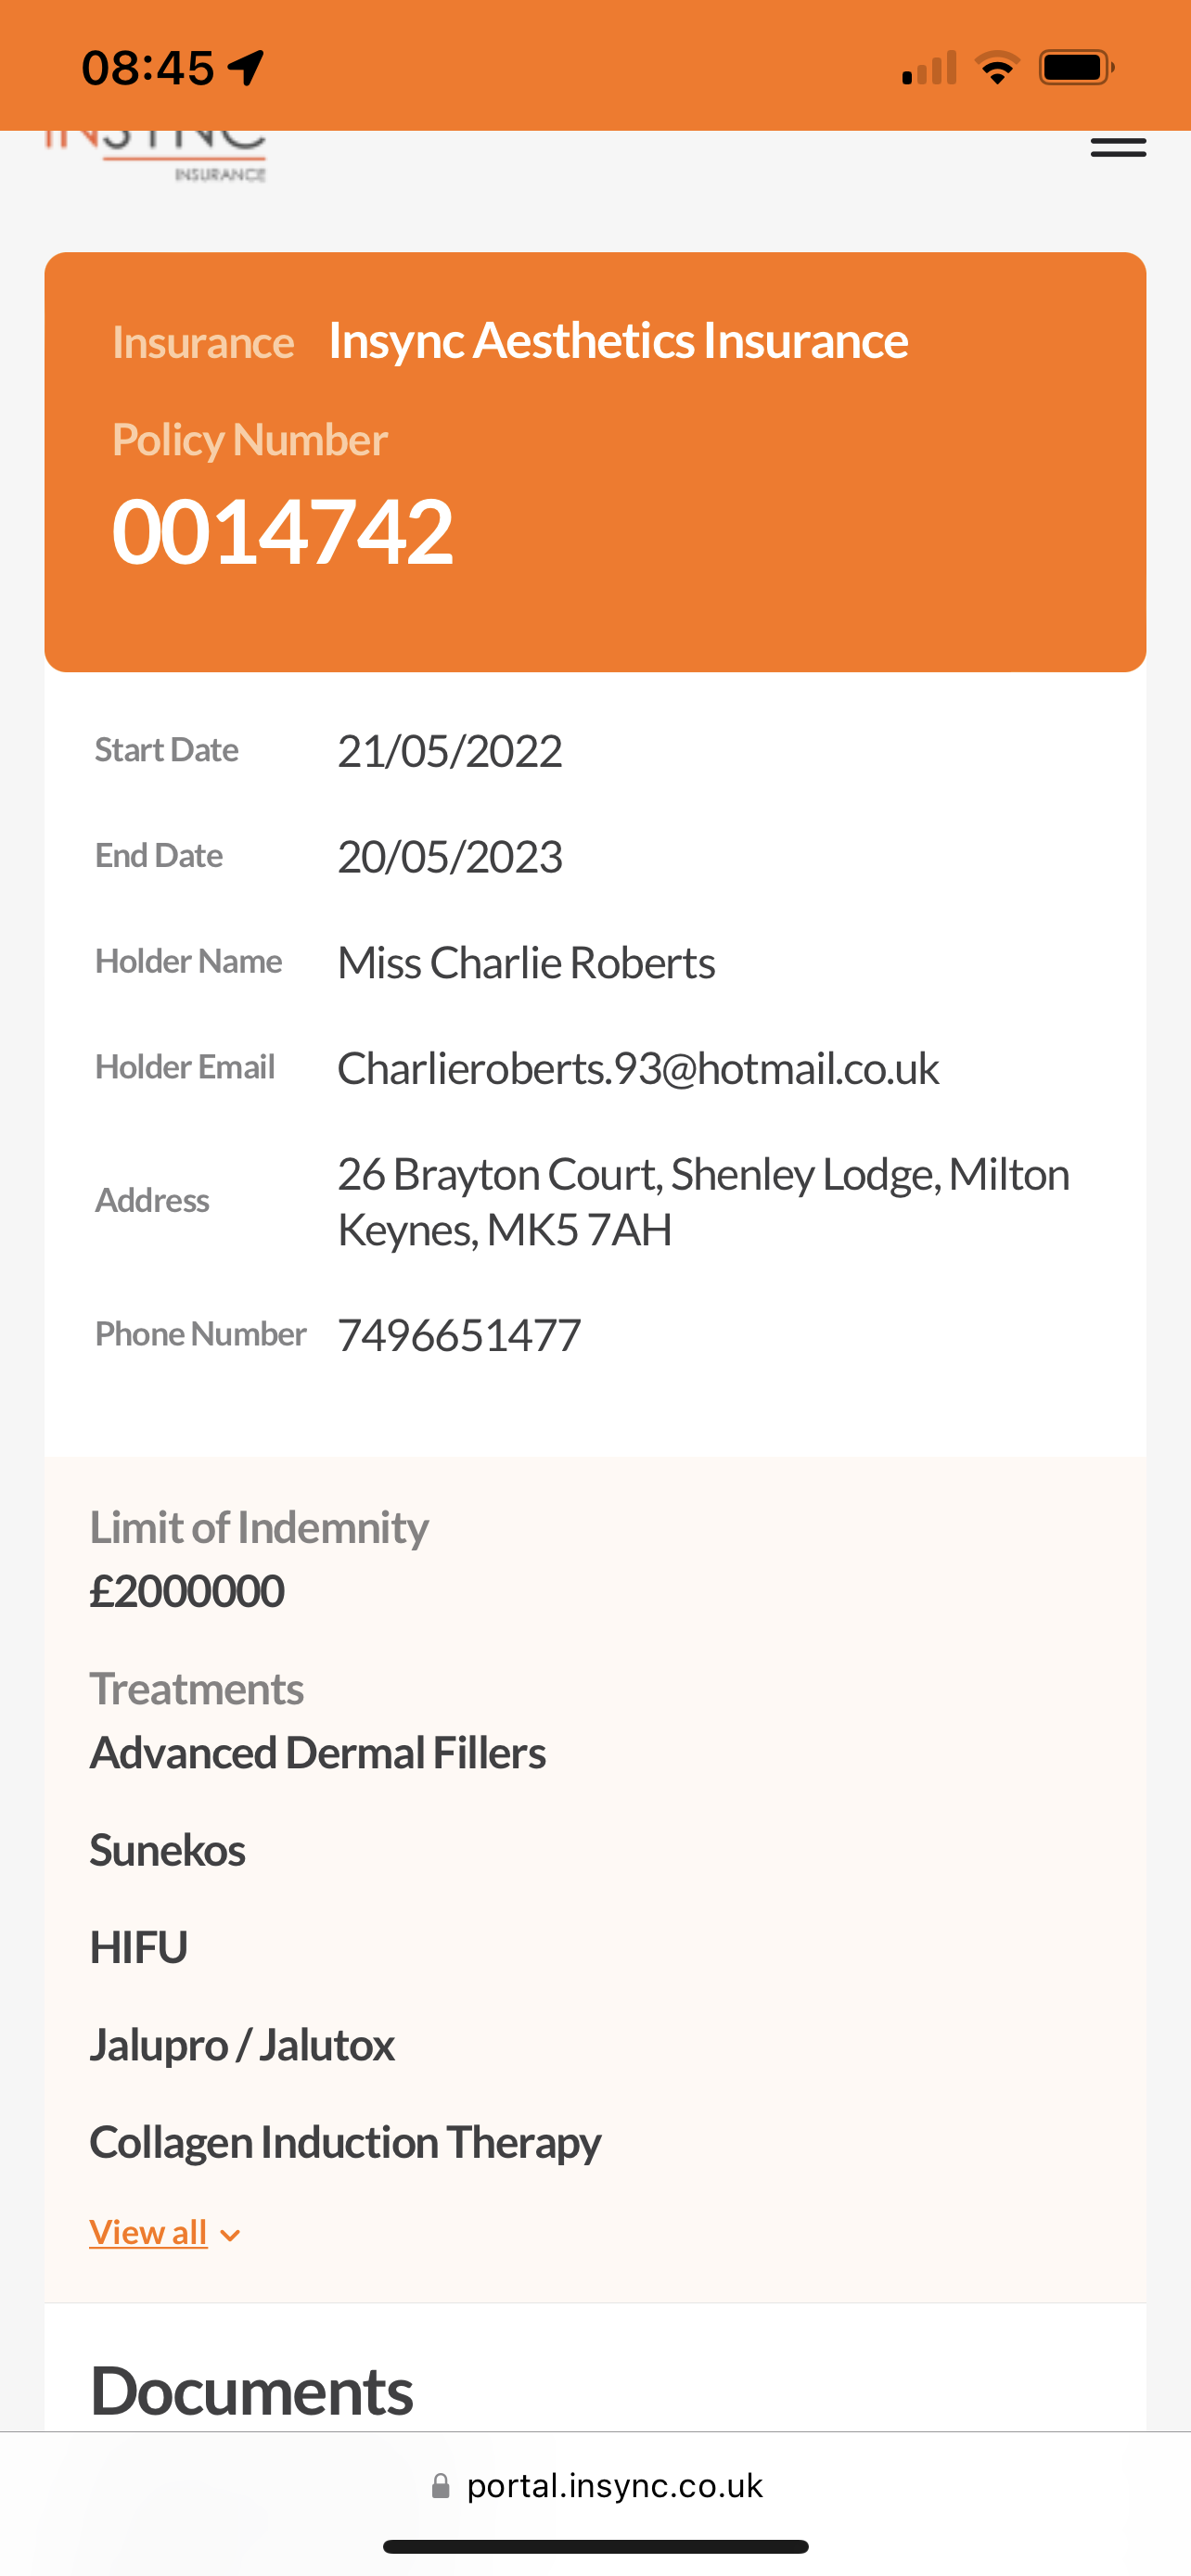 08:45
INSYNC
INSURANCE
Insurance Insync Aesthetics Insurance
Policy Number
0014742
Start Date 21/05/2022
End Date 20/05/2023
Holder Name Miss Charlie Roberts
Holder Email Charlieroberts.93@hotmail.co.uk
Address 26 Brayton Court, Shenley Lodge, Milton
Keynes, MK5 7AH
Phone Number 7496651477
Limit of Indemnity
£2000000
Treatments
Advanced Dermal Fillers
Sunekos
HIFU
Jalupro / Jalutox
Collagen Induction Therapy
View all
Documents
portal.insync.co.uk